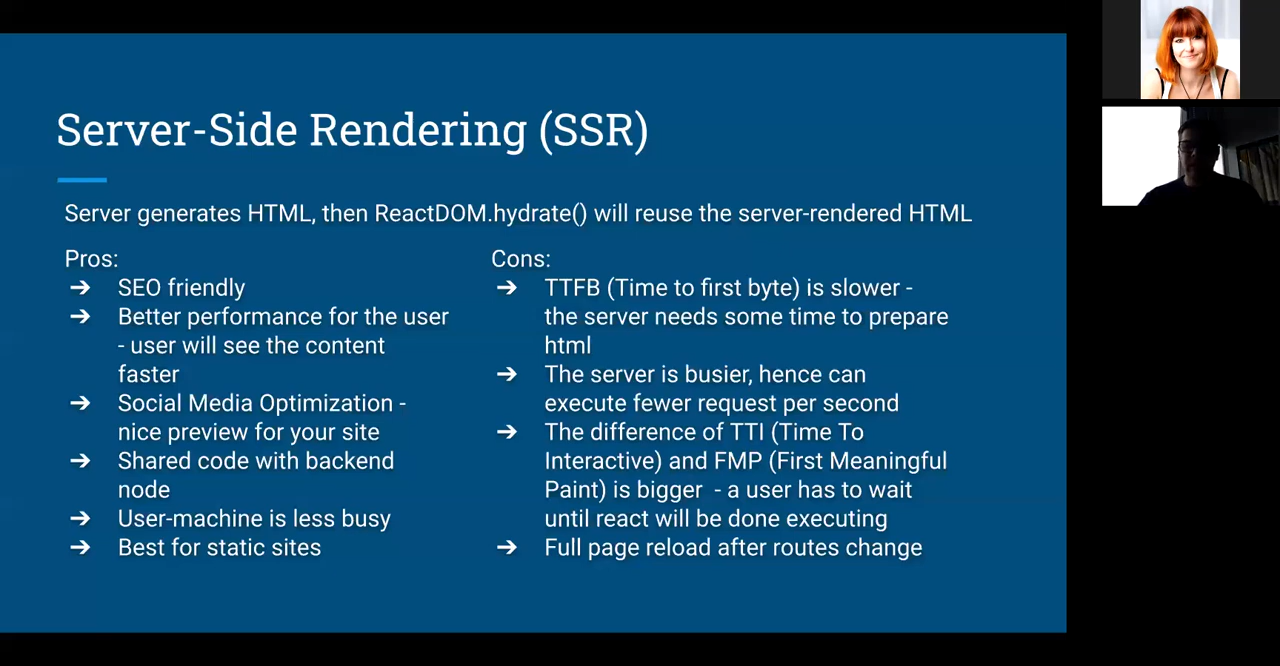 Server-Side Rendering (SSR)
Server generates HTML, then ReactDOM.hydrate() will reuse the server-rendered HTML
Pros:
➔ SEO friendly
➔ Better performance for the user
- user will see the content
faster
➔ Social Media Optimization -
nice preview for your site
➔ Shared code with backend
node
➔ User-machine is less busy
➔ Best for static sites
Cons:
➔ TTFB (Time to first byte) is slower -
the server needs some time to prepare
html
➔ The server is busier, hence can
execute fewer request per second
➔ The difference of TTI (Time To
Interactive) and FMP (First Meaningful
Paint) is bigger - a user has to wait
until react will be done executing
➔ Full page reload after routes change